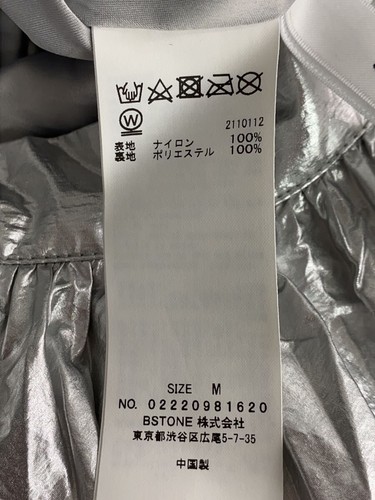 W
2110112
表地 ナイロン 100%
裏地 ポリエステル 100%
SIZE M
NO. 02220981620
BSTONE 株式会社
東京都渋谷区広尾5-7-35
中国製